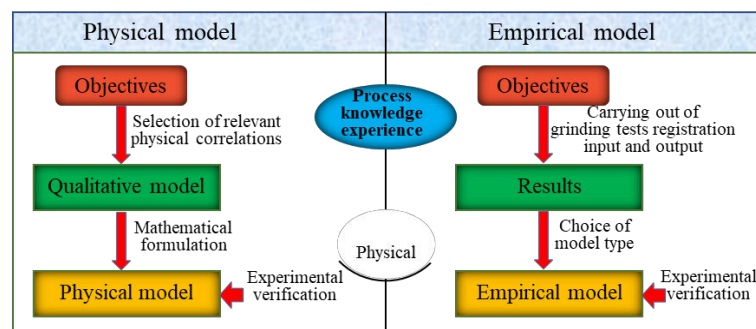 Physical model
Empirical model
Objectives
Selection of relevant
physical correlations
Qualitative model
Mathematical
formulation
Physical model
Experimental
verification
Process
knowledge
experience
Physical
Objectives
Carrying out of
grinding tests registration
input and output
Results
Choice of
model type
Empirical model
Experimental
verification